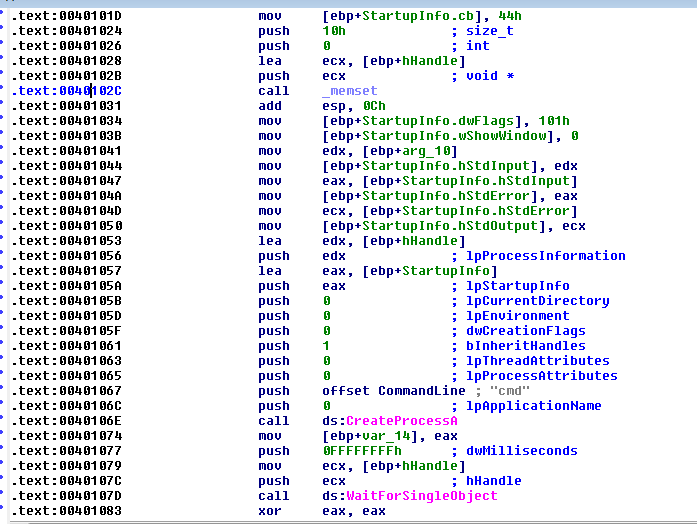 .text:0040101D mov [ebp+StartupInfo.cb], 44h
.text:00401024 push 10h ; size_t
.text:00401026 push 0 ; int
.text:00401028 lea ecx, [ebp+hHandle]
.text:0040102B push ecx ; void *
.text:0040102C call _memset
.text:00401031 add esp, 0Ch
.text:00401034 mov [ebp+StartupInfo.dwFlags], 101h
.text:0040103B mov [ebp+StartupInfo.wShowWindow], 0
.text:00401041 mov edx, [ebp+arg_10]
.text:00401044 mov [ebp+StartupInfo.hStdInput], edx
.text:00401047 mov eax, [ebp+StartupInfo.hStdInput]
.text:0040104A mov [ebp+StartupInfo.hStdError], eax
.text:0040104D mov ecx, [ebp+StartupInfo.hStdError]
.text:00401050 mov [ebp+StartupInfo.hStdOutput], ecx
.text:00401053 lea edx, [ebp+hHandle]
.text:00401056 push edx ; lpProcessInformation
.text:00401057 lea eax, [ebp+StartupInfo]
.text:0040105A push eax ; lpStartupInfo
.text:0040105B push 0 ; lpCurrentDirectory
.text:0040105D push 0 ; lpEnvironment
.text:0040105F push 0 ; dwCreationFlags
.text:00401061 push 1 ; bInheritHandles
.text:00401063 push 0 ; lpThreadAttributes
.text:00401065 push 0 ; lpProcessAttributes
.text:00401067 push offset CommandLine ; "cmd"
.text:0040106C push 0 ; lpApplicationName
.text:0040106E call ds:CreateProcessA
.text:00401074 mov [ebp+var_14], eax
.text:00401077 push 0FFFFFFFFh ; dwMilliseconds
.text:00401079 mov ecx, [ebp+hHandle]
.text:0040107C push ecx ; hHandle
.text:0040107D call ds:WaitForSingleObject
.text:00401083 xor eax, eax